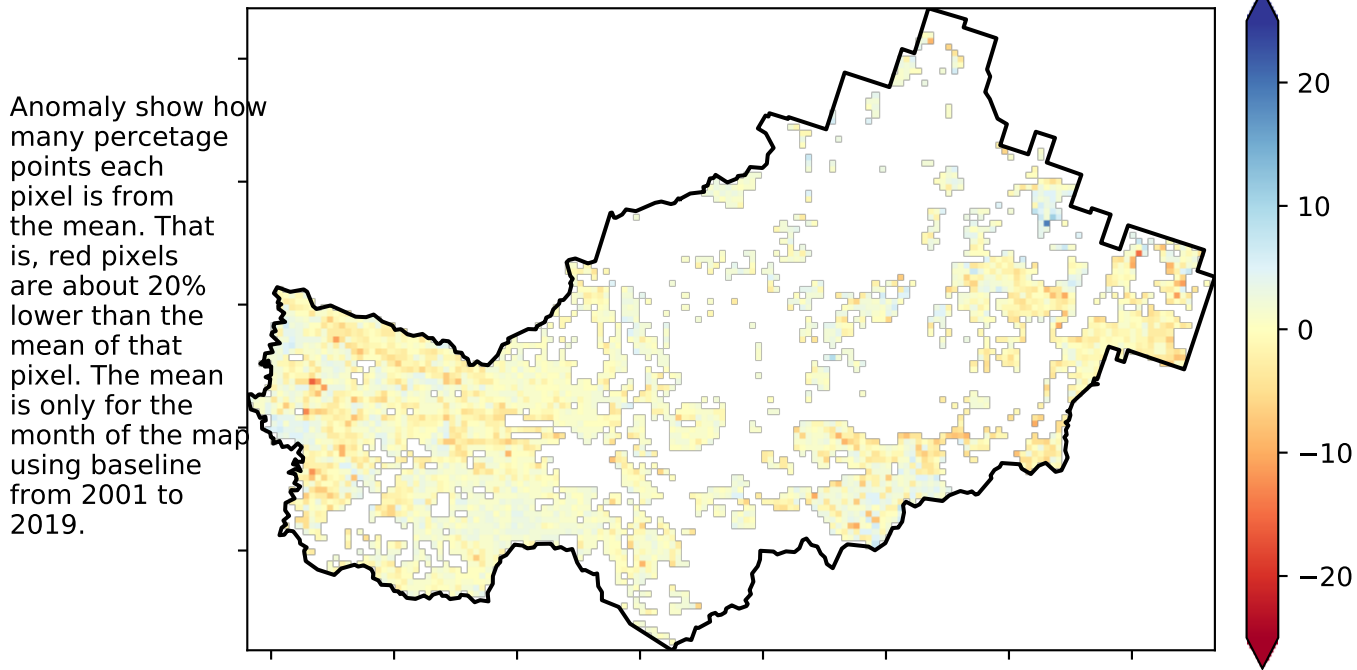 Anomaly show how
many percetage
points each
pixel is from
the mean. That
is, red pixels
are about 20%
lower than the
mean of that
pixel. The mean
is only for the
month of the map
using baseline
from 2001 to
2019.
20
10
0
−10
−20